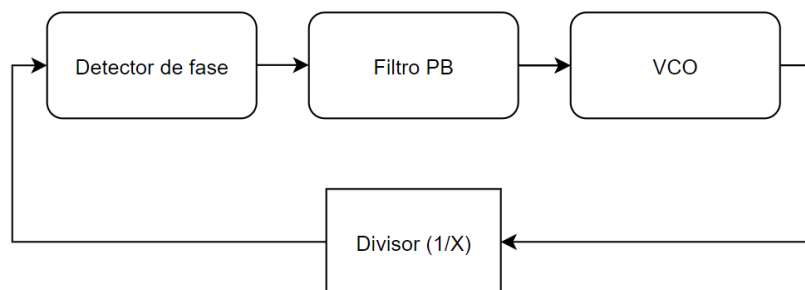 Detector de fase
Filtro PB
VCO
Divisor (1/X)